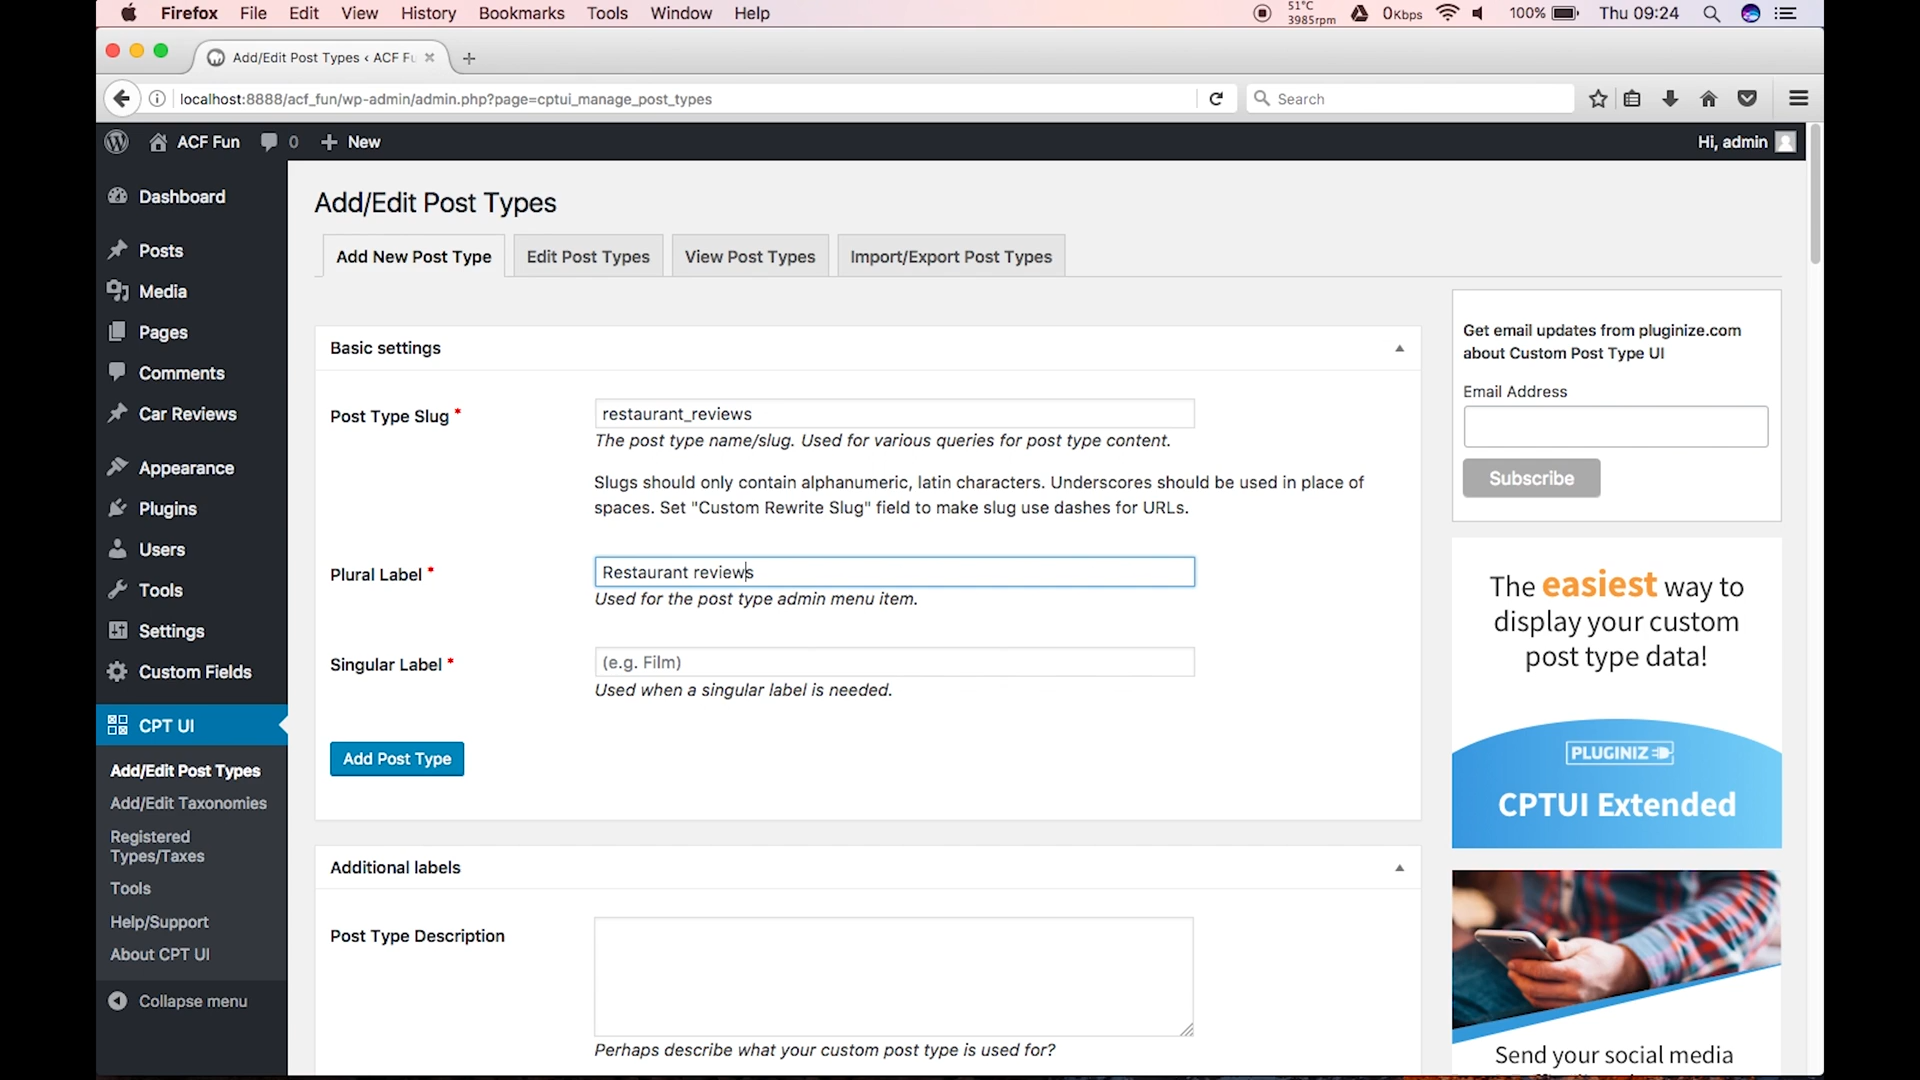 Firefox File Edit View History Bookmarks Tools Window Help 51°C 3985rpm 0Kbps 100% Thu 09:24
Add/Edit Post Types ‹ ACF Fu
localhost:8888/acf_fun/wp-admin/admin.php?page=cptui_manage_post_types Search
ACF Fun 0 New Hi, admin
Dashboard
Posts
Media
Pages
Comments
Car Reviews
Appearance
Plugins
Users
Tools
Settings
Custom Fields
CPT UI
Add/Edit Post Types
Add/Edit Taxonomies
Registered
Types/Taxes
Tools
Help/Support
About CPT UI
Collapse menu
Add/Edit Post Types
Add New Post Type Edit Post Types View Post Types Import/Export Post Types
Basic settings
Post Type Slug * restaurant_reviews
The post type name/slug. Used for various queries for post type content.
Slugs should only contain alphanumeric, latin characters. Underscores should be used in place of
spaces. Set "Custom Rewrite Slug" field to make slug use dashes for URLs.
Plural Label * Restaurant reviews
Used for the post type admin menu item.
Singular Label * (e.g. Film)
Used when a singular label is needed.
Add Post Type
Additional labels
Post Type Description
Perhaps describe what your custom post type is used for?
Get email updates from pluginize.com
about Custom Post Type UI
Email Address
Subscribe
The easiest way to
display your custom
post type data!
PLUGINIZE
CPTUI Extended
Send your social media